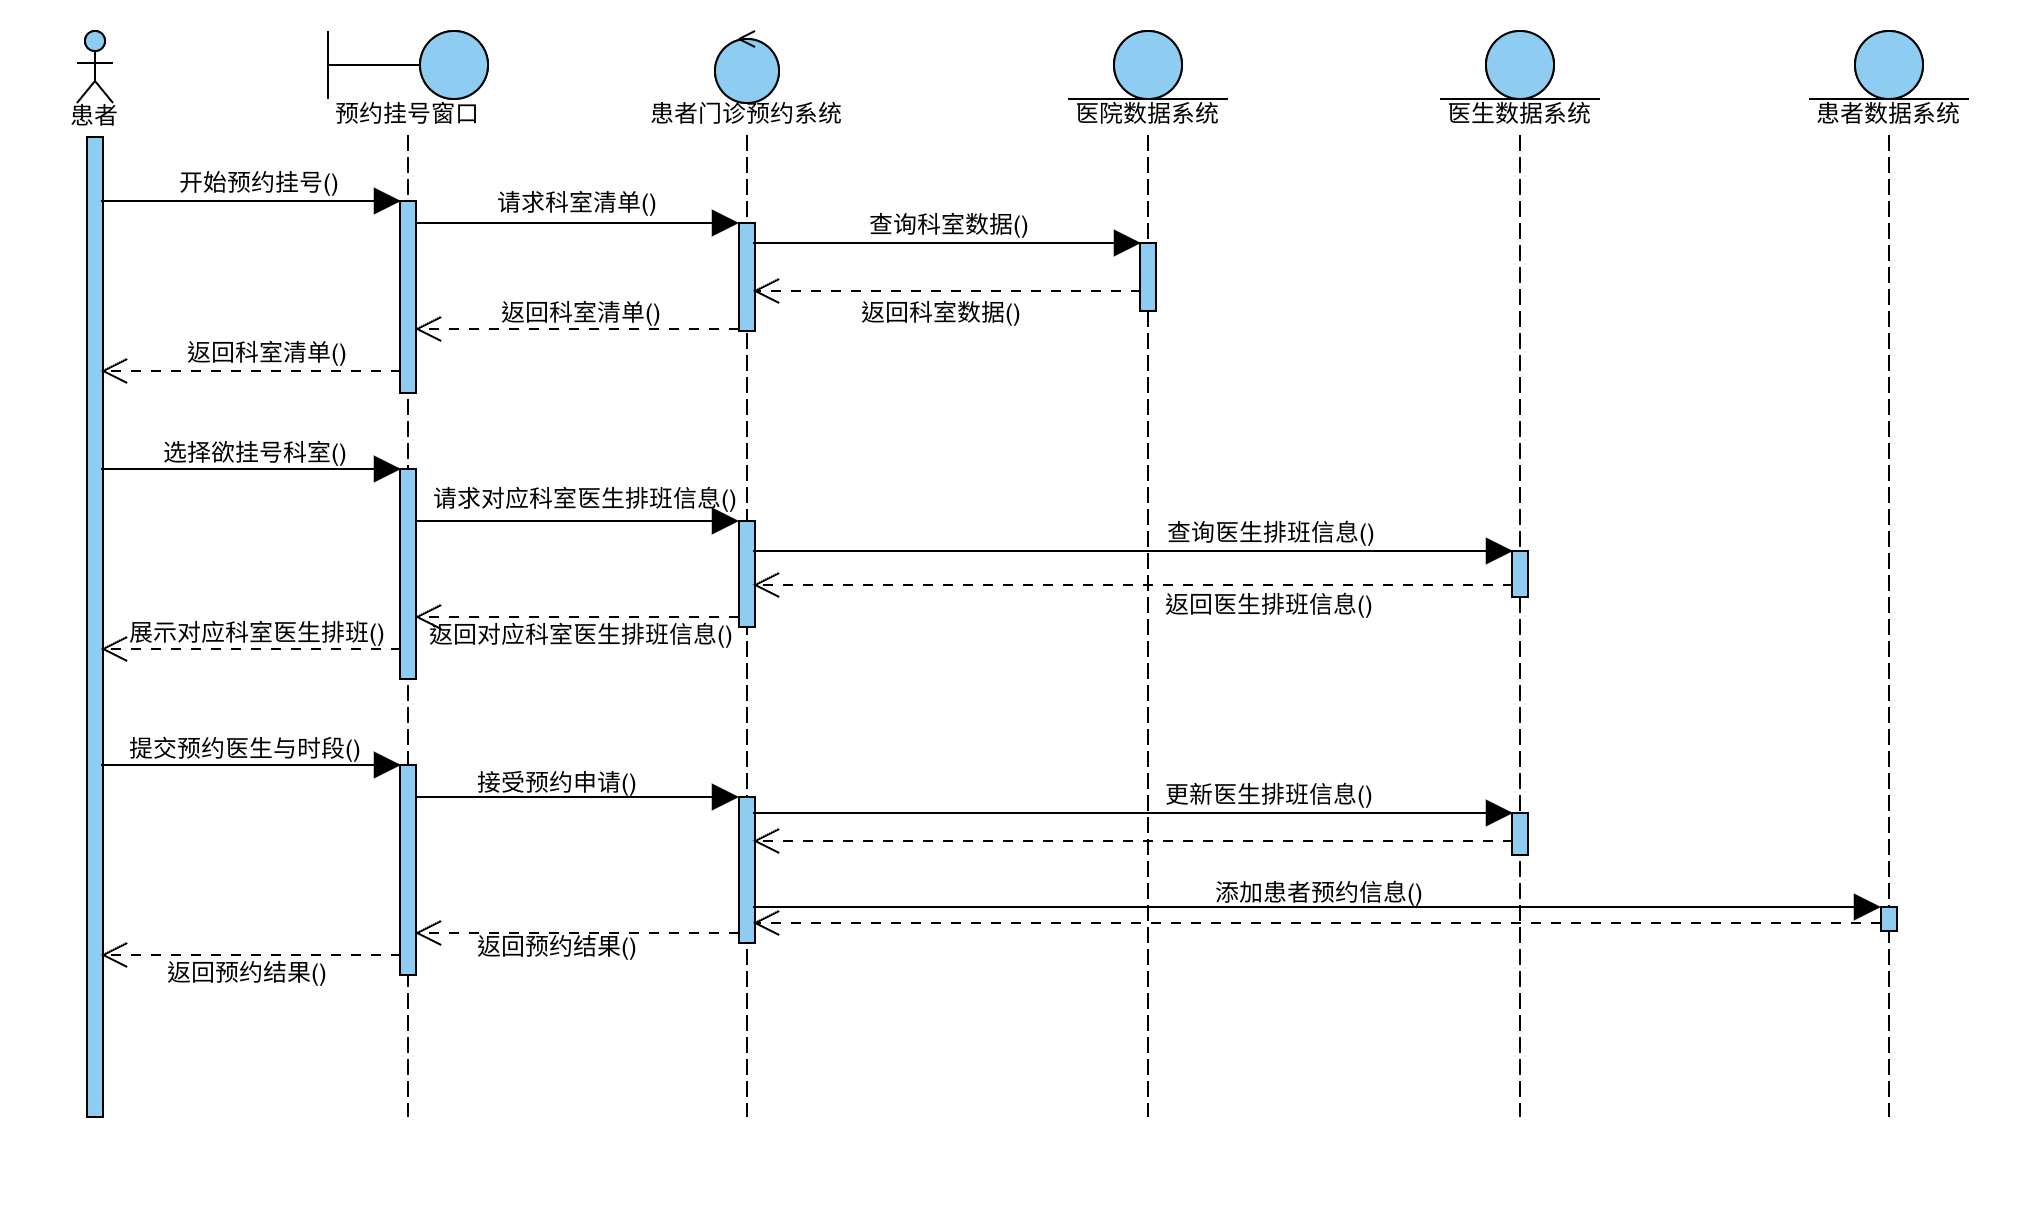 患者
预约挂号窗口
患者门诊预约系统
医院数据系统
医生数据系统
患者数据系统
开始预约挂号()
请求科室清单()
查询科室数据()
返回科室数据()
返回科室清单()
返回科室清单()
选择欲挂号科室()
请求对应科室医生排班信息()
查询医生排班信息()
返回医生排班信息()
返回对应科室医生排班信息()
展示对应科室医生排班()
提交预约医生与时段()
接受预约申请()
更新医生排班信息()
添加患者预约信息()
返回预约结果()
返回预约结果()